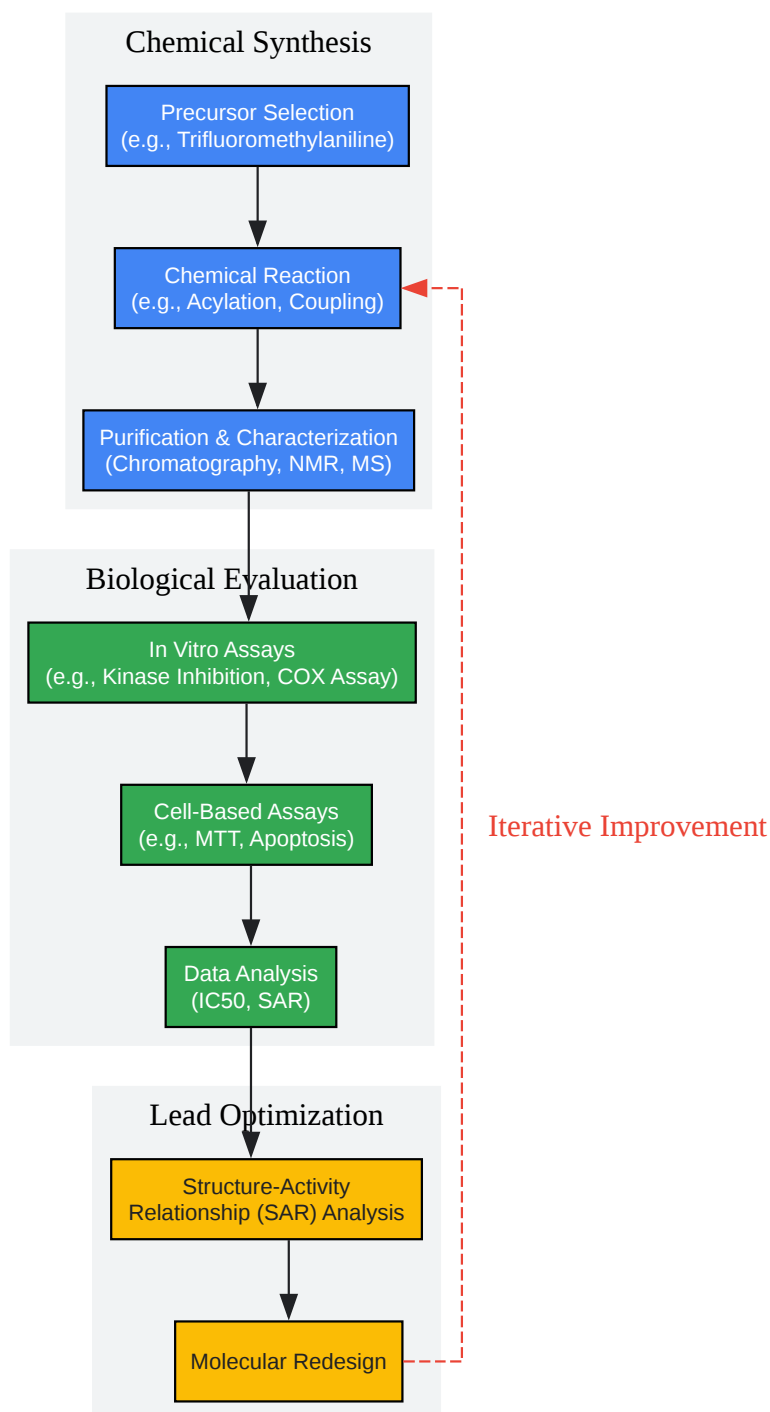 Chemical Synthesis
Precursor Selection
(e.g., Trifluoromethylaniline)
Chemical Reaction
(e.g., Acylation, Coupling)
Purification & Characterization
(Chromatography, NMR, MS)
Biological Evaluation
In Vitro Assays
(e.g., Kinase Inhibition, COX Assay)
Cell-Based Assays
(e.g., MTT, Apoptosis)
Iterative Improvement
Data Analysis
(IC50, SAR)
Lead Optimization
Structure-Activity
Relationship (SAR) Analysis
Molecular Redesign